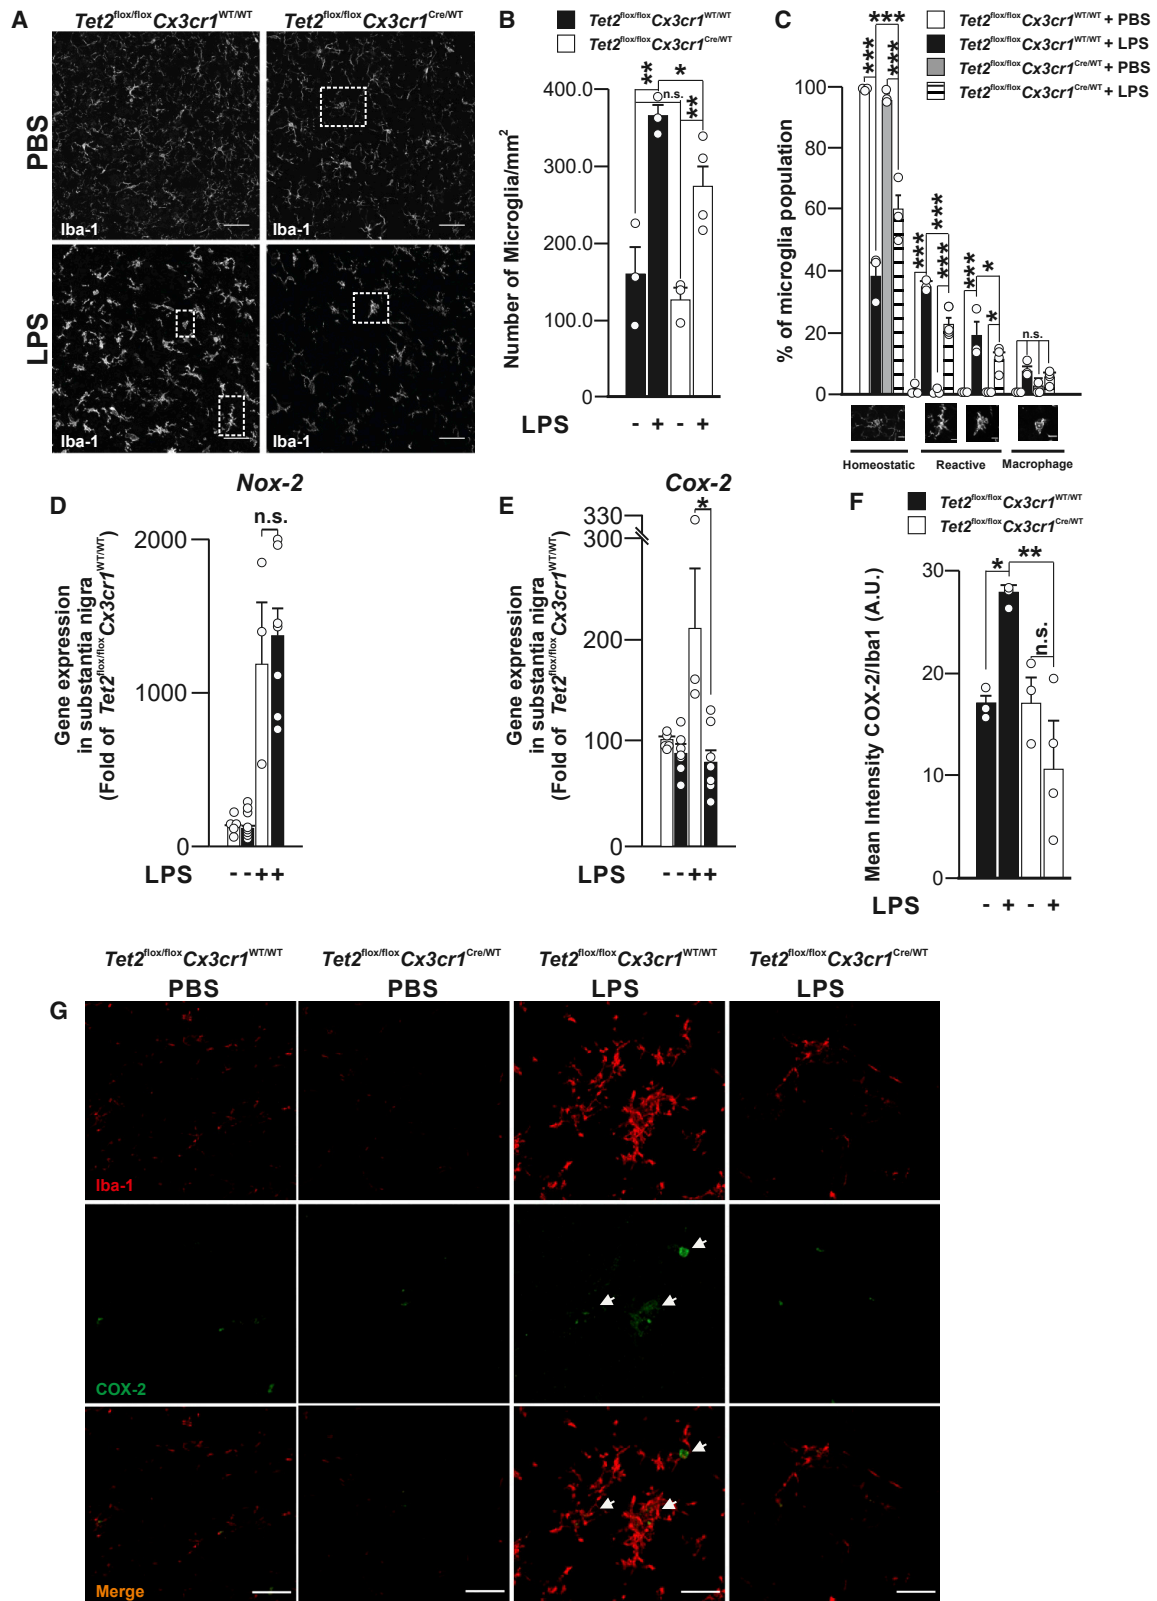 A
Tet2flox/flox Cx3cr1WT/WT
Tet2flox/flox Cx3cr1Cre/WT
PBS
Iba-1
Iba-1
LPS
Iba-1
Iba-1
B
Tet2flox/flox Cx3cr1WT/WT
Tet2flox/flox Cx3cr1Cre/WT
Number of Microglia/mm2
400.0
300.0
200.0
100.0
0
**
*
n.s.
**
LPS - + - +
C
Tet2flox/flox Cx3cr1WT/WT + PBS
Tet2flox/flox Cx3cr1WT/WT + LPS
Tet2flox/flox Cx3cr1Cre/WT + PBS
Tet2flox/flox Cx3cr1Cre/WT + LPS
% of microglia population
100
80
60
40
20
0
***
***
***
***
***
***
***
*
*
n.s.
Homeostatic Reactive Macrophage
D
Nox-2
Gene expression
in substantia nigra
(Fold of Tet2flox/flox Cx3cr1WT/WT)
2000
1000
0
n.s.
LPS - - + +
E
Cox-2
Gene expression
in substantia nigra
(Fold of Tet2flox/flox Cx3cr1WT/WT)
330
300
200
100
0
*
LPS - - + +
F
Tet2flox/flox Cx3cr1WT/WT
Tet2flox/flox Cx3cr1Cre/WT
Mean Intensity COX-2/Iba1 (A.U.)
30
20
10
0
*
**
n.s.
LPS - + - +
G
Tet2flox/flox Cx3cr1WT/WT
PBS
Tet2flox/flox Cx3cr1Cre/WT
PBS
Tet2flox/flox Cx3cr1WT/WT
LPS
Tet2flox/flox Cx3cr1Cre/WT
LPS
Iba-1
COX-2
Merge